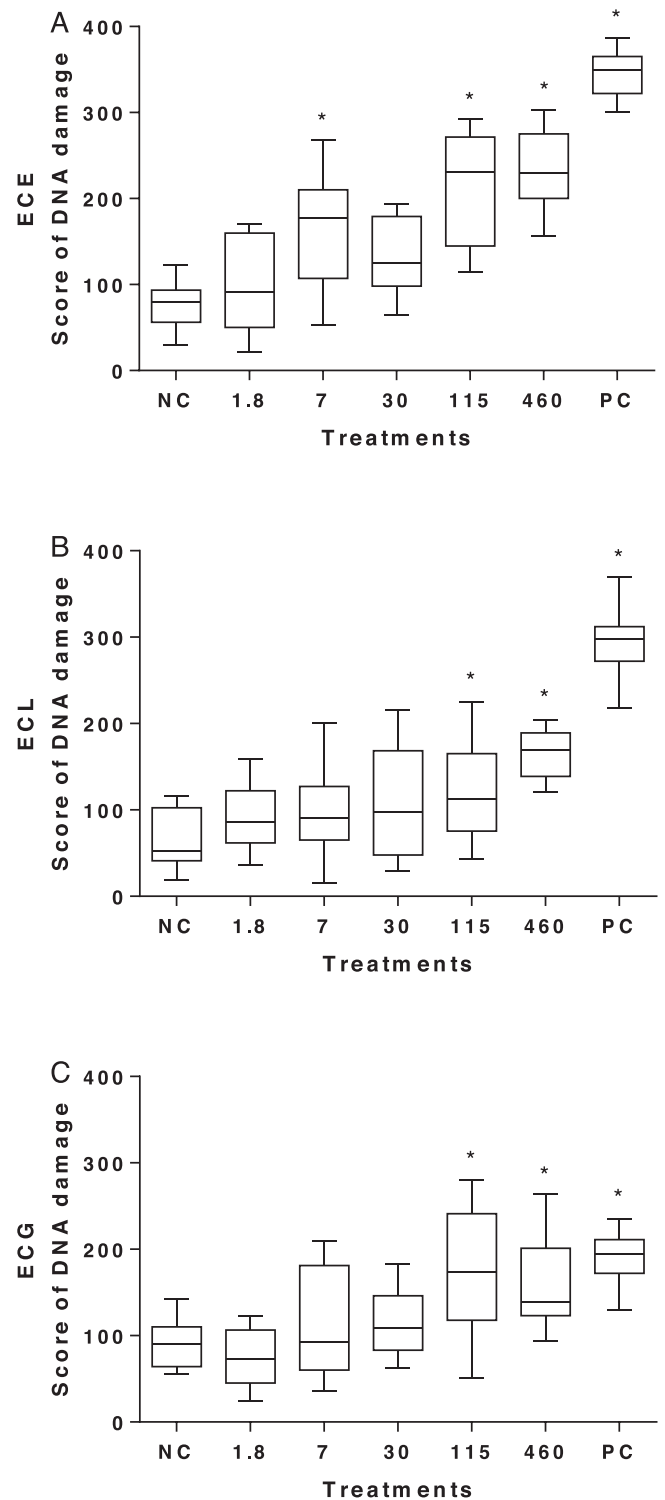 A
ECE
Score of DNA damage
400
*
300
*
*
*
200
100
0
NC 1.8 7 30 115 460 PC
Treatments
B
ECL
Score of DNA damage
400
*
300
*
*
200
100
0
NC 1.8 7 30 115 460 PC
Treatments
C
ECG
Score of DNA damage
400
300
*
*
*
200
100
0
NC 1.8 7 30 115 460 PC
Treatments